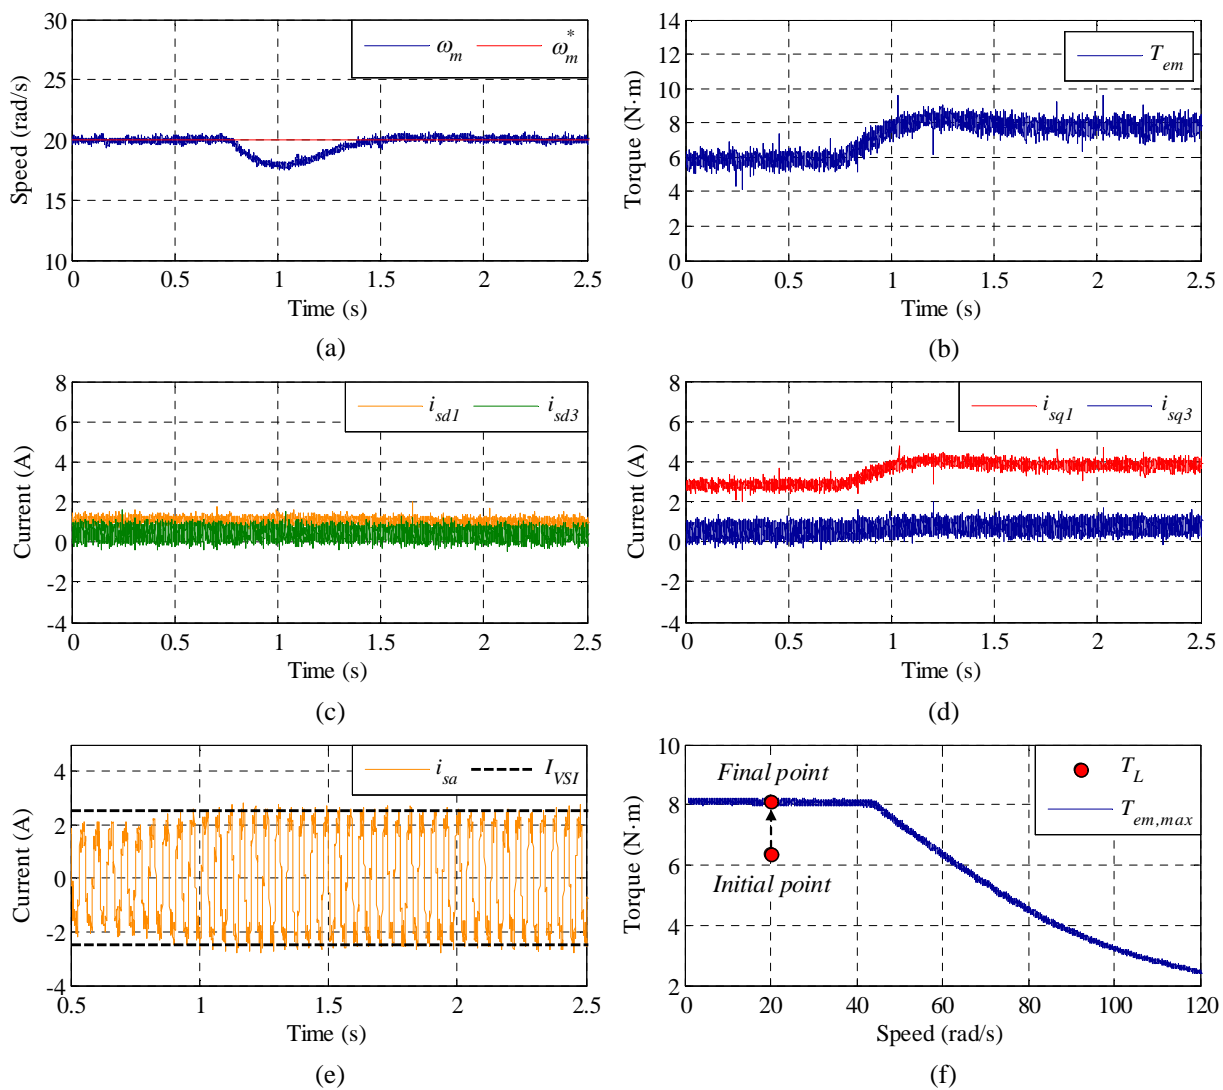 30
25
20
15
10
Speed (rad/s)
ω_m
ω_m^*
0
0.5
1
1.5
2
2.5
Time (s)
(a)
14
12
10
8
6
4
2
0
Torque (N·m)
T_em
0
0.5
1
1.5
2
2.5
Time (s)
(b)
8
6
4
2
0
-2
-4
Current (A)
i_sd1
i_sd3
0
0.5
1
1.5
2
2.5
Time (s)
(c)
8
6
4
2
0
-2
-4
Current (A)
i_sq1
i_sq3
0
0.5
1
1.5
2
2.5
Time (s)
(d)
4
2
0
-2
-4
Current (A)
i_sa
I_VSI
0.5
1
1.5
2
2.5
Time (s)
(e)
10
8
6
4
2
Torque (N·m)
Final point
Initial point
T_L
T_em,max
0
20
40
60
80
100
120
Speed (rad/s)
(f)